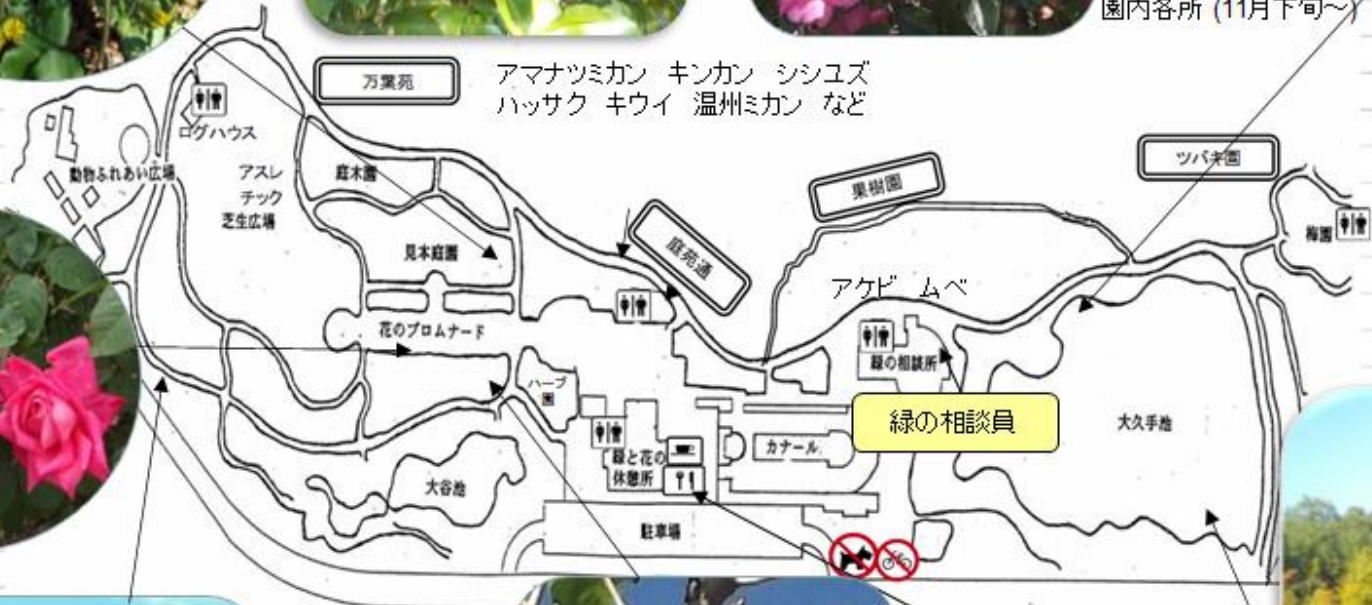 園内各所 (11月下旬~)
万葉苑
アマナツミカン キンカン シシユズ
ハッサク キウイ 温州ミカン など
ログハウス
動物ふれあい広場
アスレ
チック
芝生広場
庭木園
見本庭園
花のプロムナード
庭苑通
果樹園
ツバキ園
梅園
アケビ ムベ
緑の相談所
緑の相談員
大久手池
ハーブ
園
緑と花の
休憩所
カナール
大谷池
駐車場